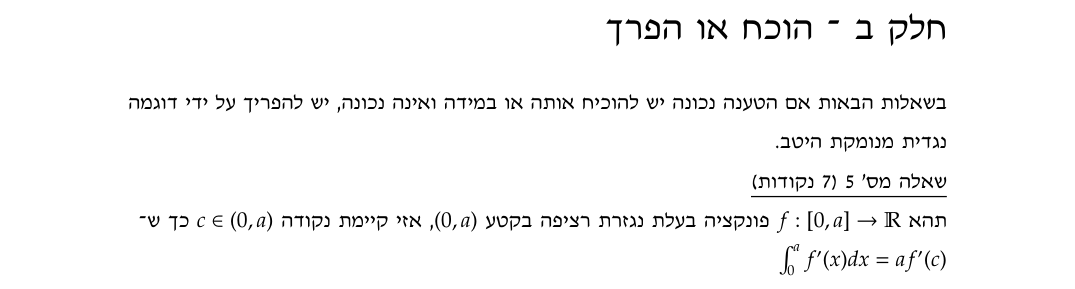 חלק ב - הוכח או הפרך
בשאלות הבאות אם הטענה נכונה יש להוכיח אותה או במידה ואינה נכונה, יש להפריך על ידי דוגמה
נגדית מנומקת היטב.
שאלה מס' 5 (7 נקודות)
תהא f : [0, a] → ℝ פונקציה בעלת נגזרת רציפה בקטע (0, a), אזי קיימת נקודה c ∈ (0, a) כך ש-
∫₀ᵃ f′(x)dx = af′(c)